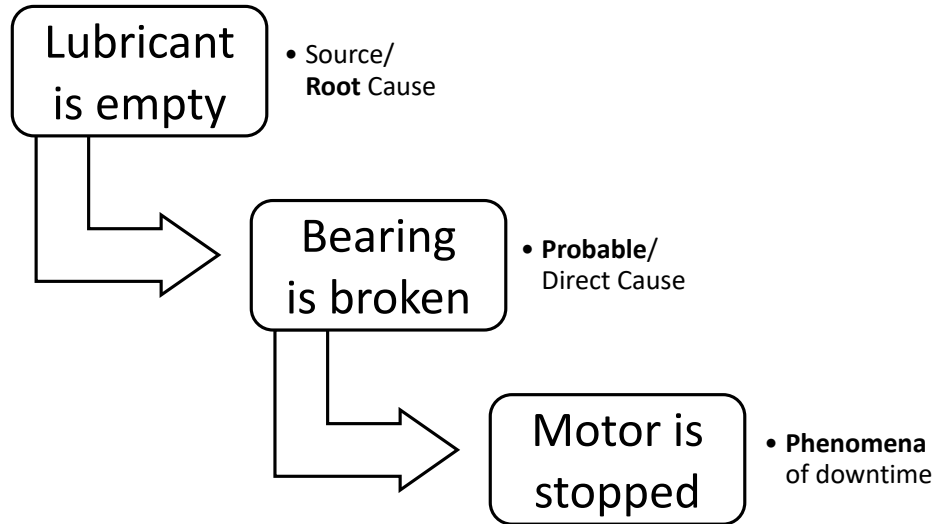 Lubricant
is empty
• Source/
Root Cause
Bearing
is broken
• Probable/
Direct Cause
Motor is
stopped
• Phenomena
of downtime